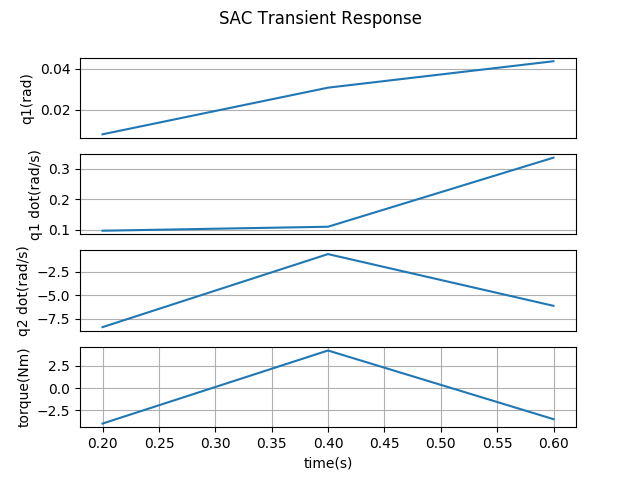 SAC Transient Response
q1(rad)
0.04
0.02
q1 dot(rad/s)
0.3
0.2
0.1
q2 dot(rad/s)
−2.5
−5.0
−7.5
torque(Nm)
2.5
0.0
−2.5
0.20 0.25 0.30 0.35 0.40 0.45 0.50 0.55 0.60
time(s)